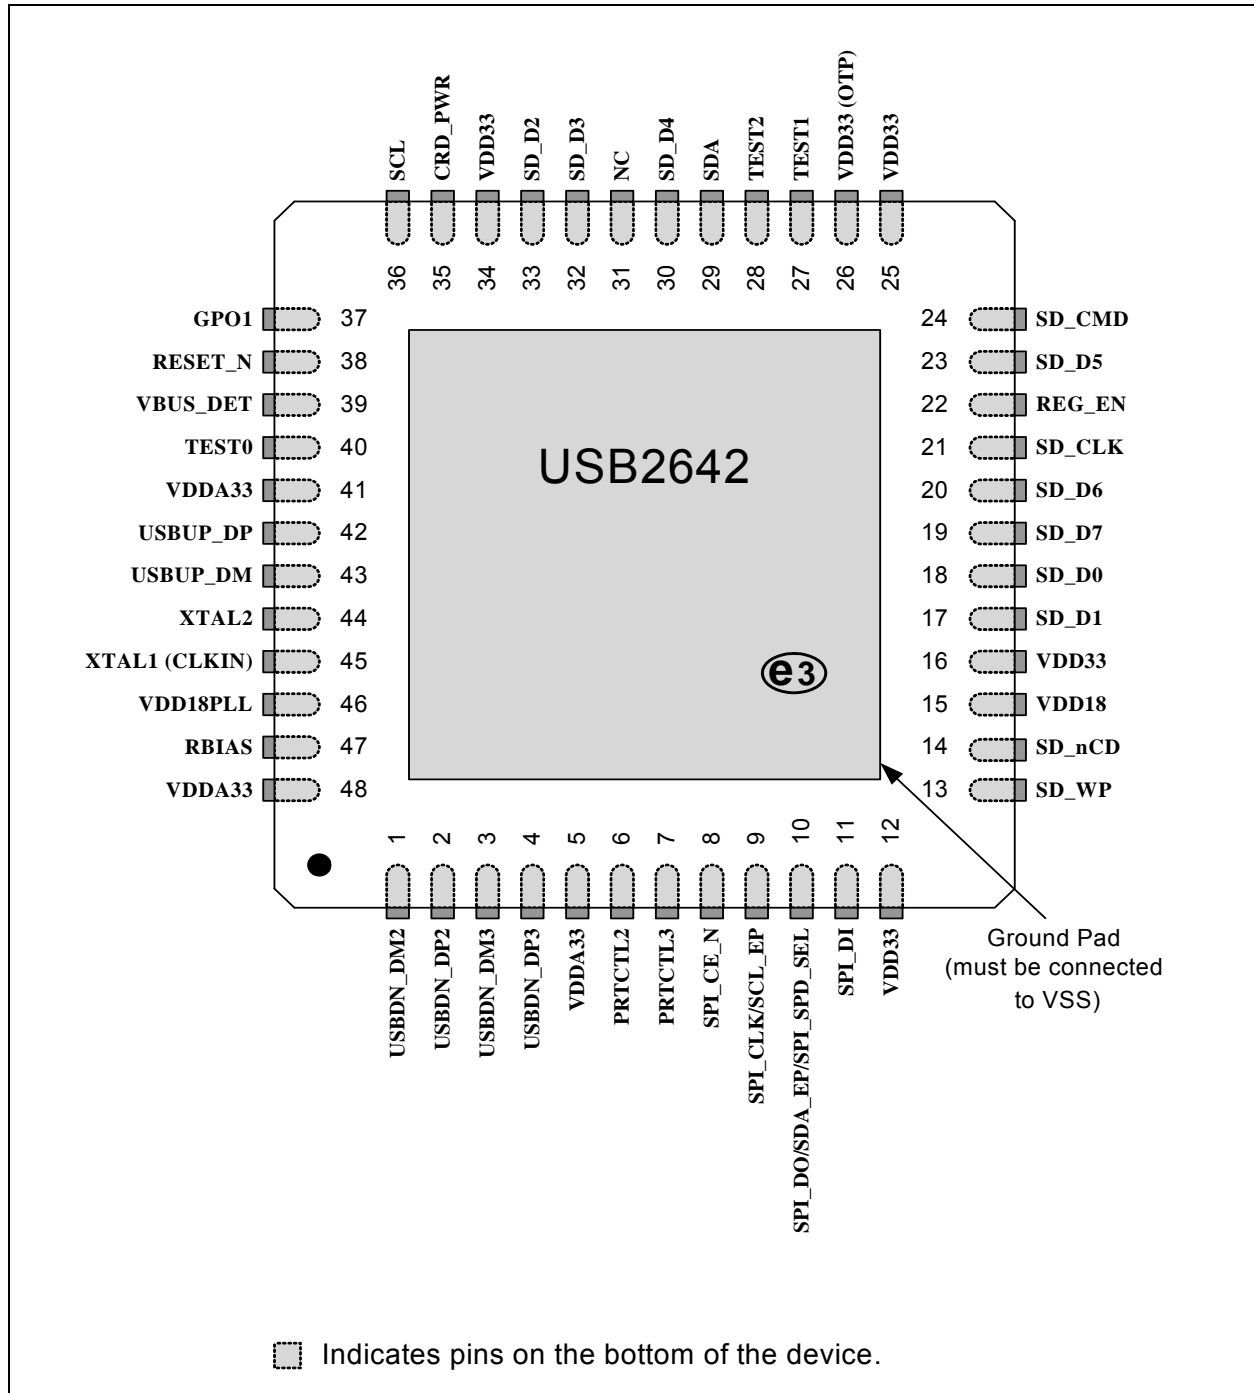 SCL
CRD_PWR
VDD33
SD_D2
SD_D3
NC
SD_D4
SDA
TEST2
TEST1
VDD33 (OTP)
VDD33
36
35
34
33
32
31
30
29
28
27
26
25
GPO1 37
RESET_N 38
VBUS_DET 39
TEST0 40
VDDA33 41
USBUP_DP 42
USBUP_DM 43
XTAL2 44
XTAL1 (CLKIN) 45
VDD18PLL 46
RBIAS 47
VDDA33 48
USB2642
e3
24 SD_CMD
23 SD_D5
22 REG_EN
21 SD_CLK
20 SD_D6
19 SD_D7
18 SD_D0
17 SD_D1
16 VDD33
15 VDD18
14 SD_nCD
13 SD_WP
1
2
3
4
5
6
7
8
9
10
11
12
USBDN_DM2
USBDN_DP2
USBDN_DM3
USBDN_DP3
VDDA33
PRTCTL2
PRTCTL3
SPI_CE_N
SPI_CLK/SCL_EP
SPI_DO/SDA_EP/SPI_SPD_SEL
SPI_DI
VDD33
Ground Pad
(must be connected
to VSS)
Indicates pins on the bottom of the device.